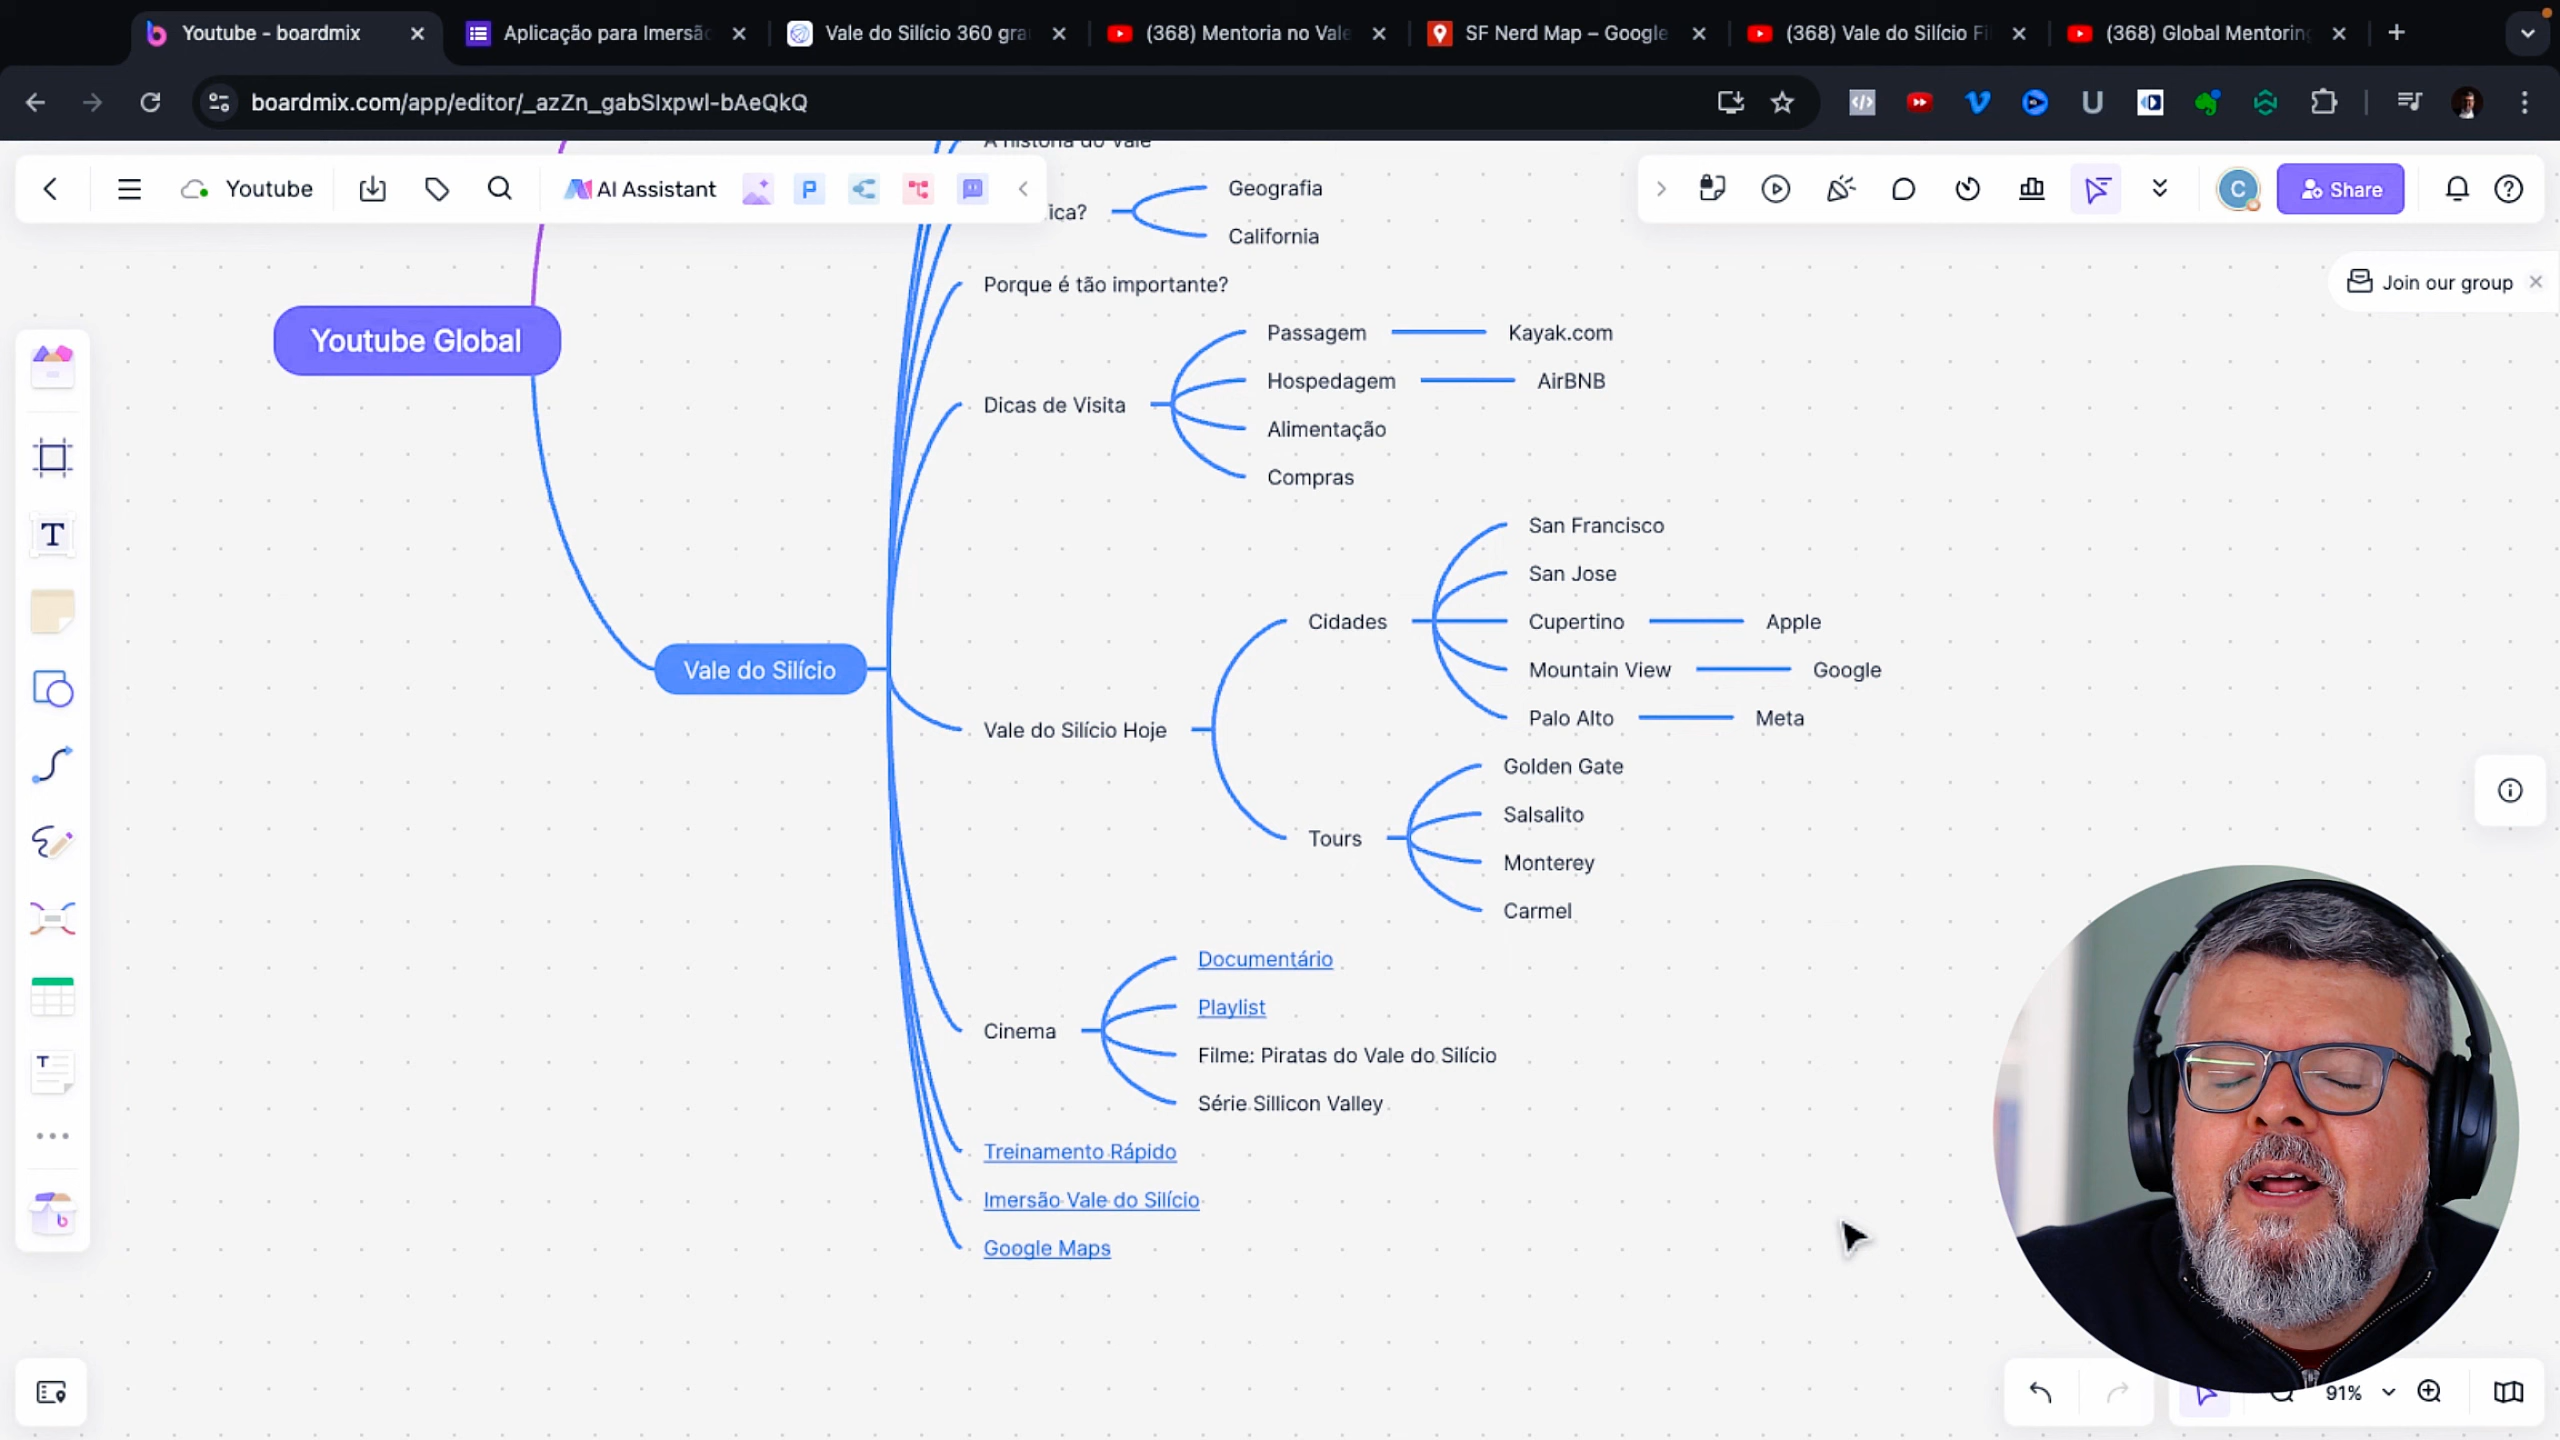 Youtube - boardmix
Aplicação para Imersã
Vale do Silício 360 gra
(368) Mentoria no Vale
SF Nerd Map – Google
(368) Vale do Silício Fi
(368) Global Mentoring
boardmix.com/app/editor/_azZn_gabSIxpwl-bAeQkQ
A história do Vale
Youtube
AI Assistant
ica?
Geografia
California
Share
Join our group
Youtube Global
Porque é tão importante?
Dicas de Visita
Passagem
Kayak.com
Hospedagem
AirBNB
Alimentação
Compras
Vale do Silício
Vale do Silício Hoje
Cidades
San Francisco
San Jose
Cupertino
Apple
Mountain View
Google
Palo Alto
Meta
Tours
Golden Gate
Salsalito
Monterey
Carmel
Cinema
Documentário
Playlist
Filme: Piratas do Vale do Silício
Série Sillicon Valley
Treinamento Rápido
Imersão Vale do Silício
Google Maps
91%